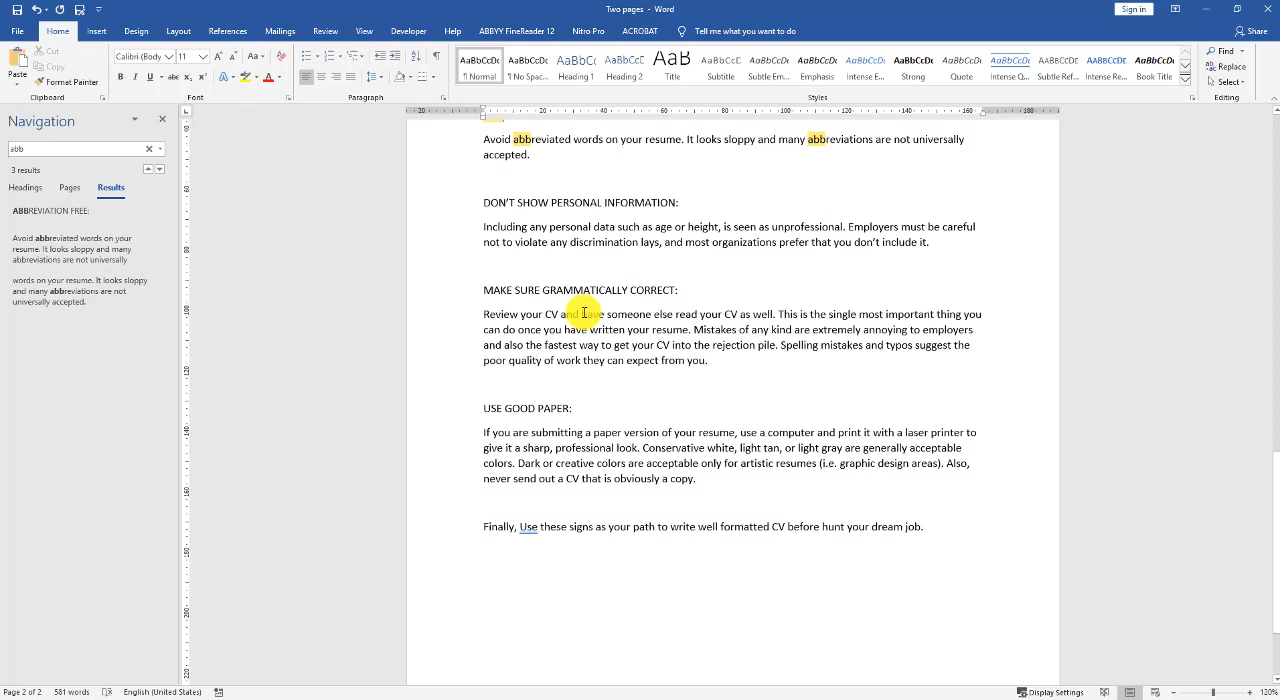 Two pages - Word
Sign in
File Home Insert Design Layout References Mailings Review View Developer Help ABBYY FineReader 12 Nitro Pro ACROBAT Tell me what you want to do Share
Paste
Cut
Copy
Format Painter
Clipboard
Calibri (Body) 11
Font
Paragraph
AaBbCcDc
¶ Normal
AaBbCcDc
¶ No Spac...
AaBbC
Heading 1
AaBbCc
Heading 2
AaB
Title
AaBbCcD
Subtitle
AaBbCcDc
Subtle Em...
AaBbCcDc
Emphasis
AaBbCcDc
Intense E...
AaBbCcDc
Strong
AaBbCcDc
Quote
AaBbCcDc
Intense Q...
AaBbCcDc
Subtle Ref...
AaBbCcDc
Intense Re...
AaBbCcDc
Book Title
Styles
Find
Replace
Select
Editing
Navigation
abb
3 results
Headings Pages Results
ABBREVIATION FREE:
Avoid abbreviated words on your
resume. It looks sloppy and many
abbreviations are not universally
words on your resume. It looks sloppy
and many abbreviations are not
universally accepted.
Avoid abbreviated words on your resume. It looks sloppy and many abbreviations are not universally
accepted.
DON’T SHOW PERSONAL INFORMATION:
Including any personal data such as age or height, is seen as unprofessional. Employers must be careful
not to violate any discrimination lays, and most organizations prefer that you don’t include it.
MAKE SURE GRAMMATICALLY CORRECT:
Review your CV and have someone else read your CV as well. This is the single most important thing you
can do once you have written your resume. Mistakes of any kind are extremely annoying to employers
and also the fastest way to get your CV into the rejection pile. Spelling mistakes and typos suggest the
poor quality of work they can expect from you.
USE GOOD PAPER:
If you are submitting a paper version of your resume, use a computer and print it with a laser printer to
give it a sharp, professional look. Conservative white, light tan, or light gray are generally acceptable
colors. Dark or creative colors are acceptable only for artistic resumes (i.e. graphic design areas). Also,
never send out a CV that is obviously a copy.
Finally, Use these signs as your path to write well formatted CV before hunt your dream job.
Page 2 of 2 581 words English (United States) Display Settings 120%